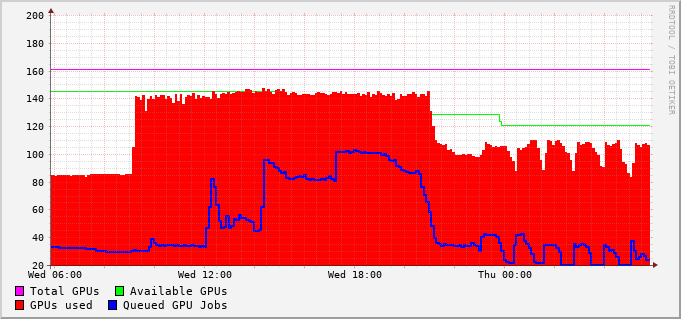 200
180
160
140
120
100
80
60
40
20
Wed 06:00 Wed 12:00 Wed 18:00 Thu 00:00
Total GPUs Available GPUs
GPUs used Queued GPU Jobs
RRDTOOL / TOBI OETIKER